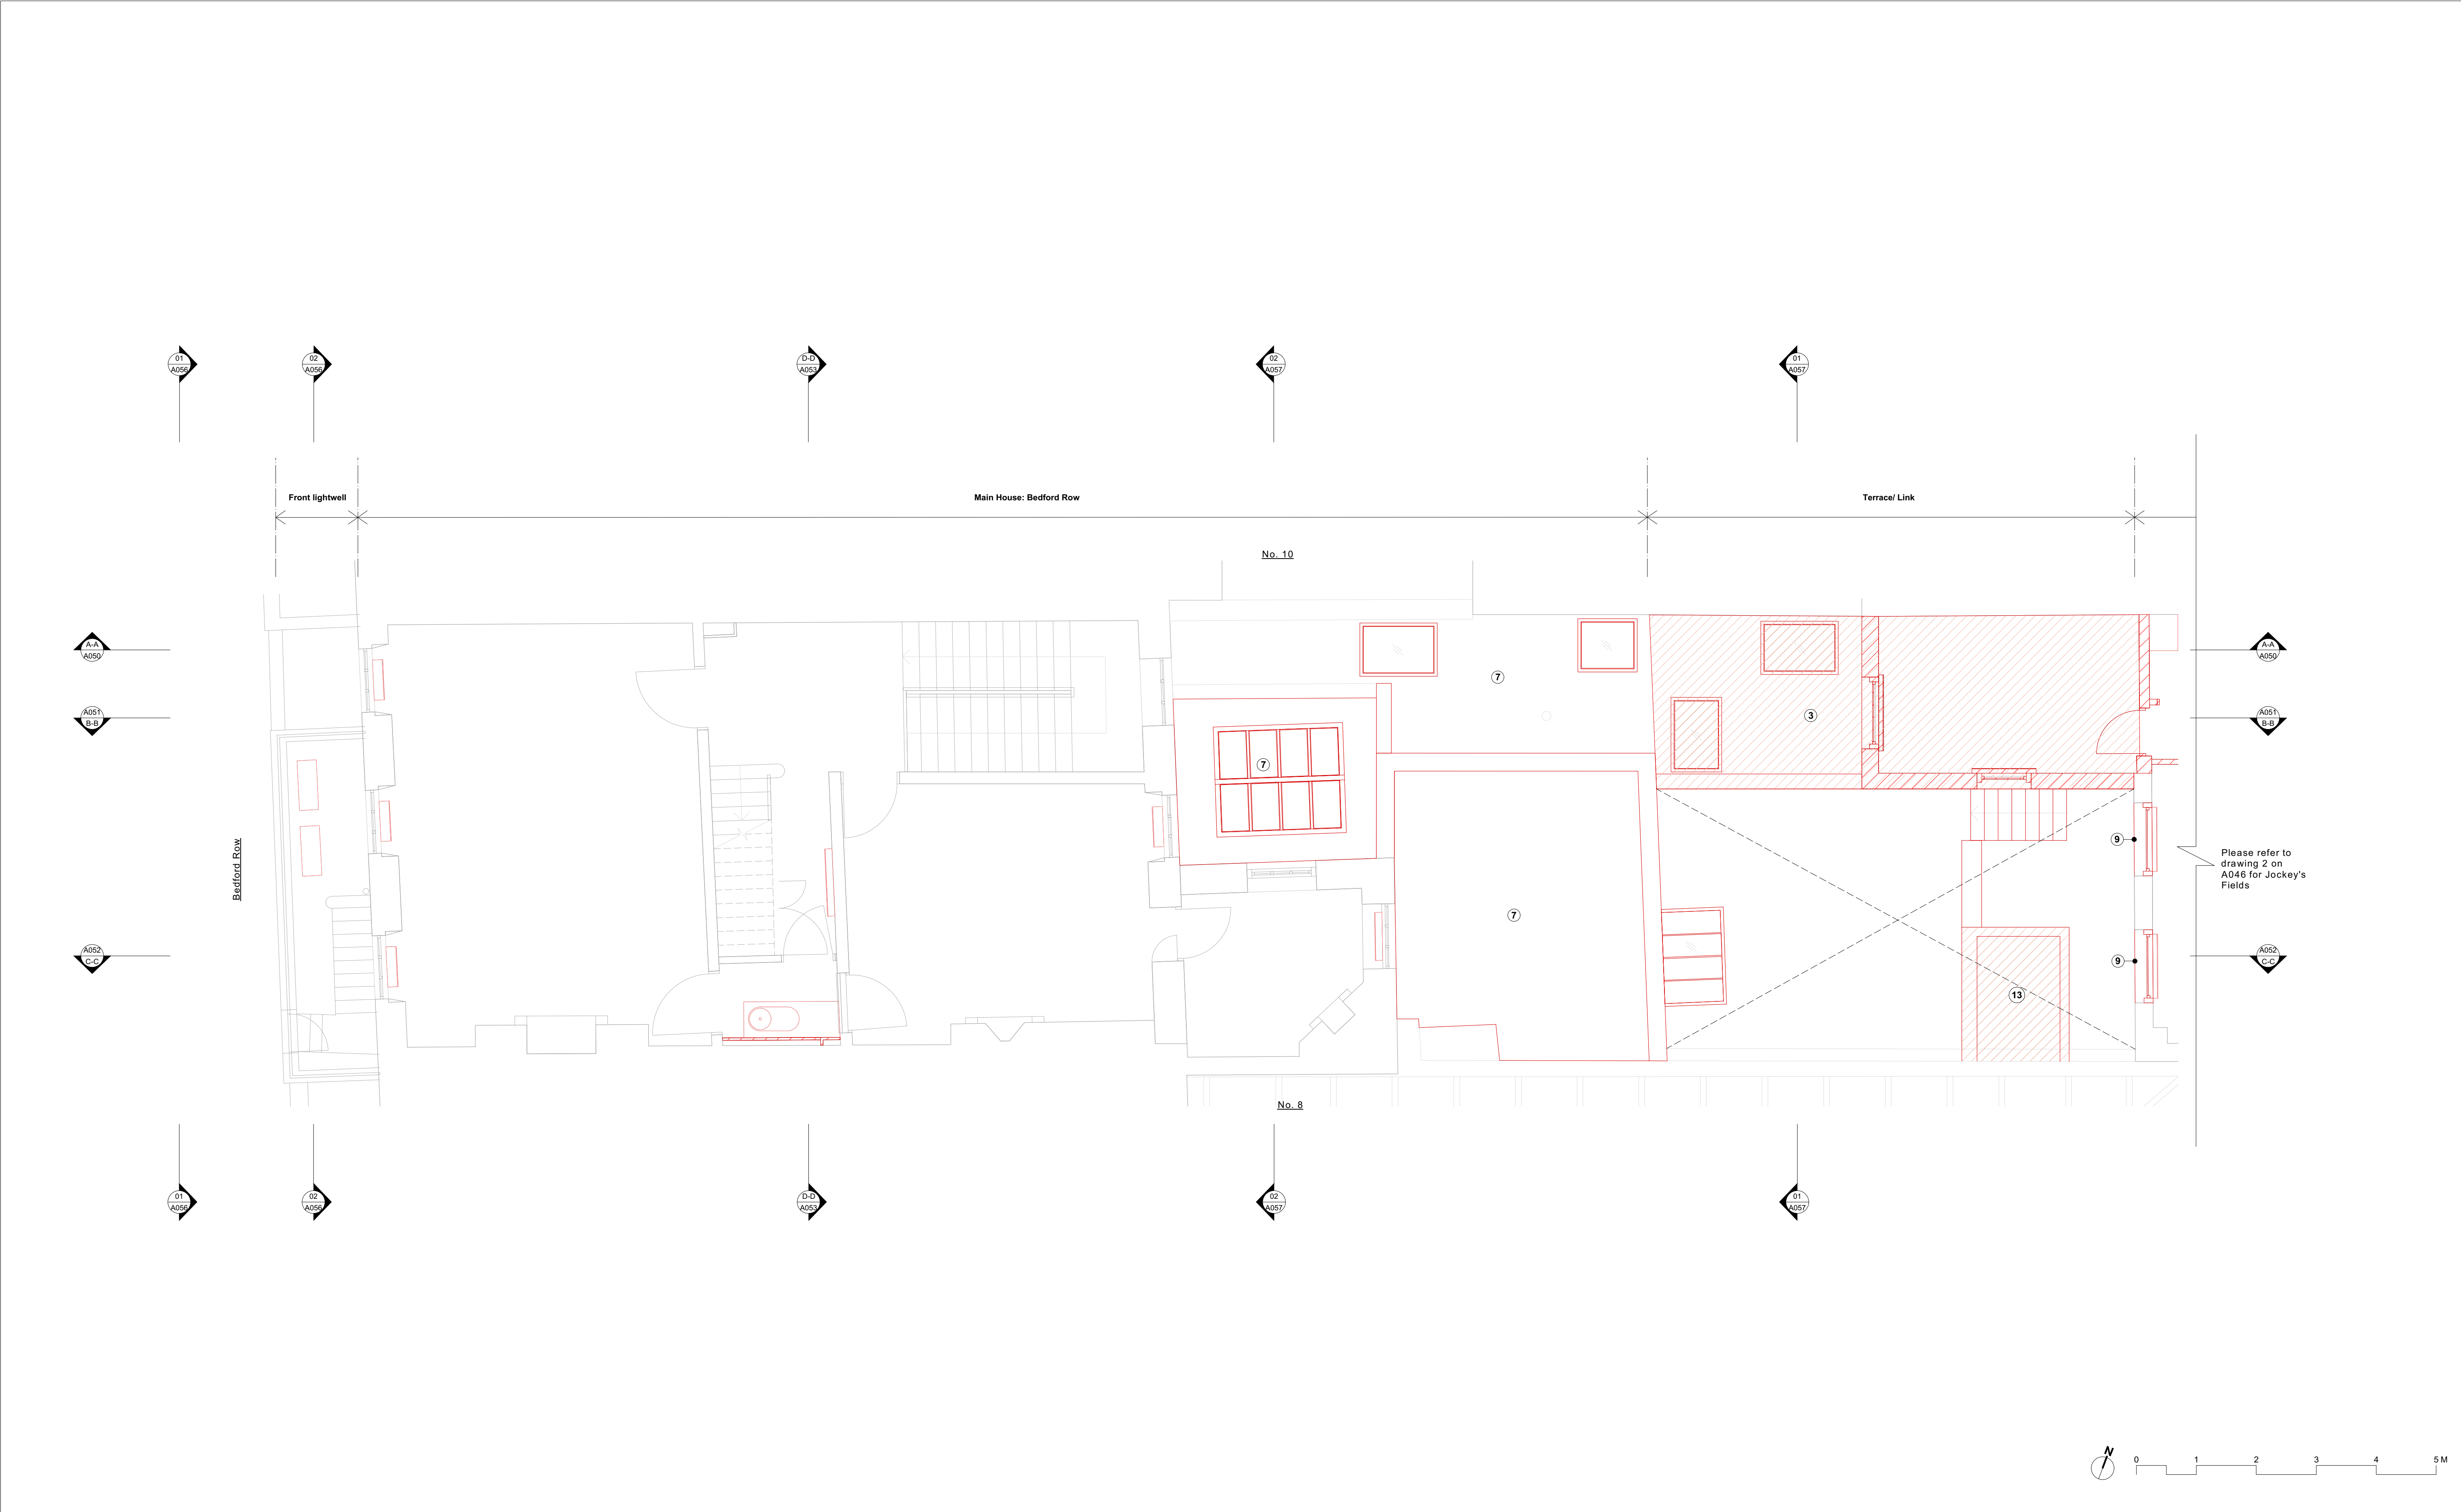 01
A056
02
A056
D-D
A053
02
A057
01
A057
Front lightwell
Main House: Bedford Row
Terrace/ Link
No. 10
A-A
A050
A-A
A050
7
3
A051
B-B
A051
B-B
7
9
Please refer to
drawing 2 on
A046 for Jockey's
Fields
Bedford Row
7
A052
C-C
9
A052
C-C
13
No. 8
01
A056
02
A056
D-D
A053
02
A057
01
A057
N
0 1 2 3 4 5 M